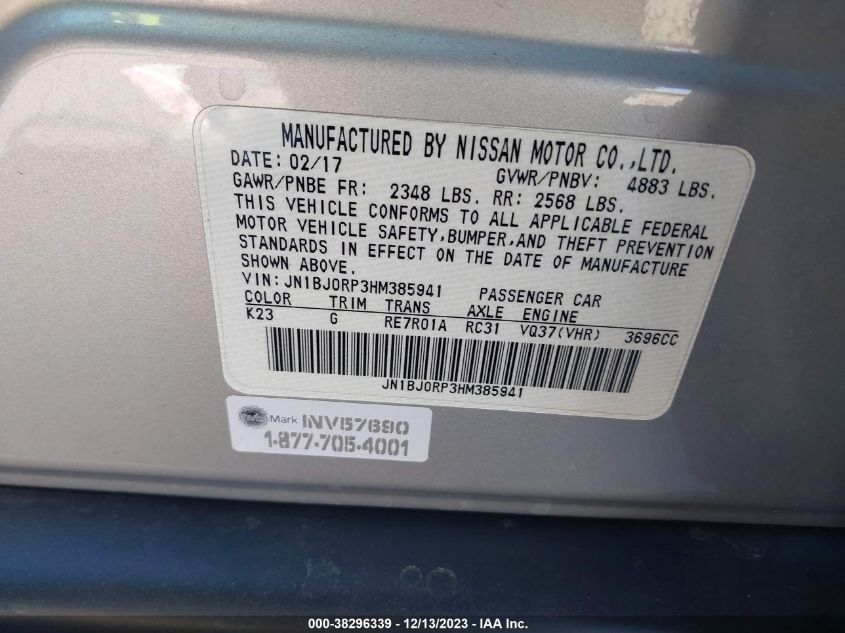 MANUFACTURED BY NISSAN MOTOR CO.,LTD.
DATE: 02/17 GVWR/PNBV: 4883 LBS.
GAWR/PNBE FR: 2348 LBS. RR: 2568 LBS.
THIS VEHICLE CONFORMS TO ALL APPLICABLE FEDERAL
MOTOR VEHICLE SAFETY,BUMPER,AND THEFT PREVENTION
STANDARDS IN EFFECT ON THE DATE OF MANUFACTURE
SHOWN ABOVE.
VIN:JN1BJ0RP3HM385941 PASSENGER CAR
COLOR TRIM TRANS AXLE ENGINE
K23 G RE7R01A RC31 VQ37(VHR) 3696CC
JN1BJ0RP3HM385941
Mark INV57690
1-877-705-4001
000-38296339 - 12/13/2023 - IAA Inc.